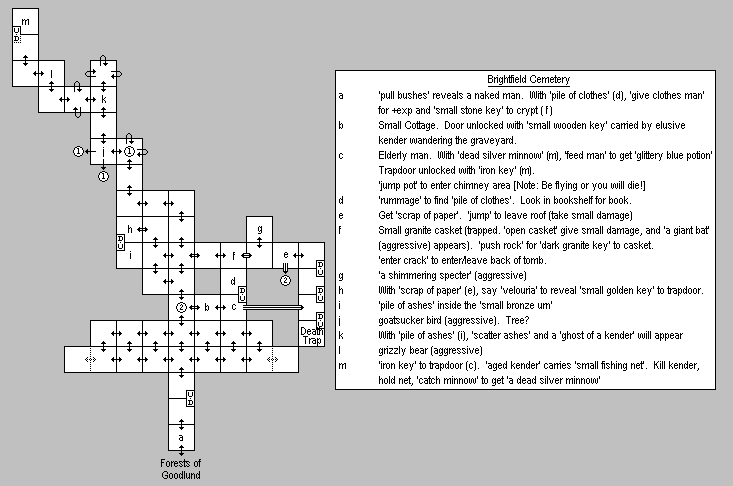 m
U
D
l
k
j
1
1
1
h
i
D
U
g
f
e
d
D
U
D
U
2
2
b
c
D
U
Death
Trap
U
D
a
Forests of
Goodlund
Brightfield Cemetery
a 'pull bushes' reveals a naked man. With 'pile of clothes' (d), 'give clothes man'
for +exp and 'small stone key' to crypt (f)
b Small Cottage. Door unlocked with 'small wooden key' carried by elusive
kender wandering the graveyard.
c Elderly man. With 'dead silver minnow' (m), 'feed man' to get 'glittery blue potion'
Trapdoor unlocked with 'iron key' (m).
'jump pot' to enter chimney area [Note: Be flying or you will die!]
d 'rummage' to find 'pile of clothes'. Look in bookshelf for book.
e Get 'scrap of paper'. 'jump' to leave roof (take small damage)
f Small granite casket (trapped. 'open casket' give small damage, and 'a giant bat'
(aggressive) appears). 'push rock' for 'dark granite key' to casket.
'enter crack' to enter/leave back of tomb.
g 'a shimmering specter' (aggressive)
h With 'scrap of paper' (e), say 'velouria' to reveal 'small golden key' to trapdoor.
i 'pile of ashes' inside the 'small bronze urn'
j goatsucker bird (aggressive). Tree?
k With 'pile of ashes' (i), 'scatter ashes' and a 'ghost of a kender' will appear
l grizzly bear (aggressive)
m 'iron key' to trapdoor (c). 'aged kender' carries 'small fishing net'. Kill kender,
hold net, 'catch minnow' to get 'a dead silver minnow'